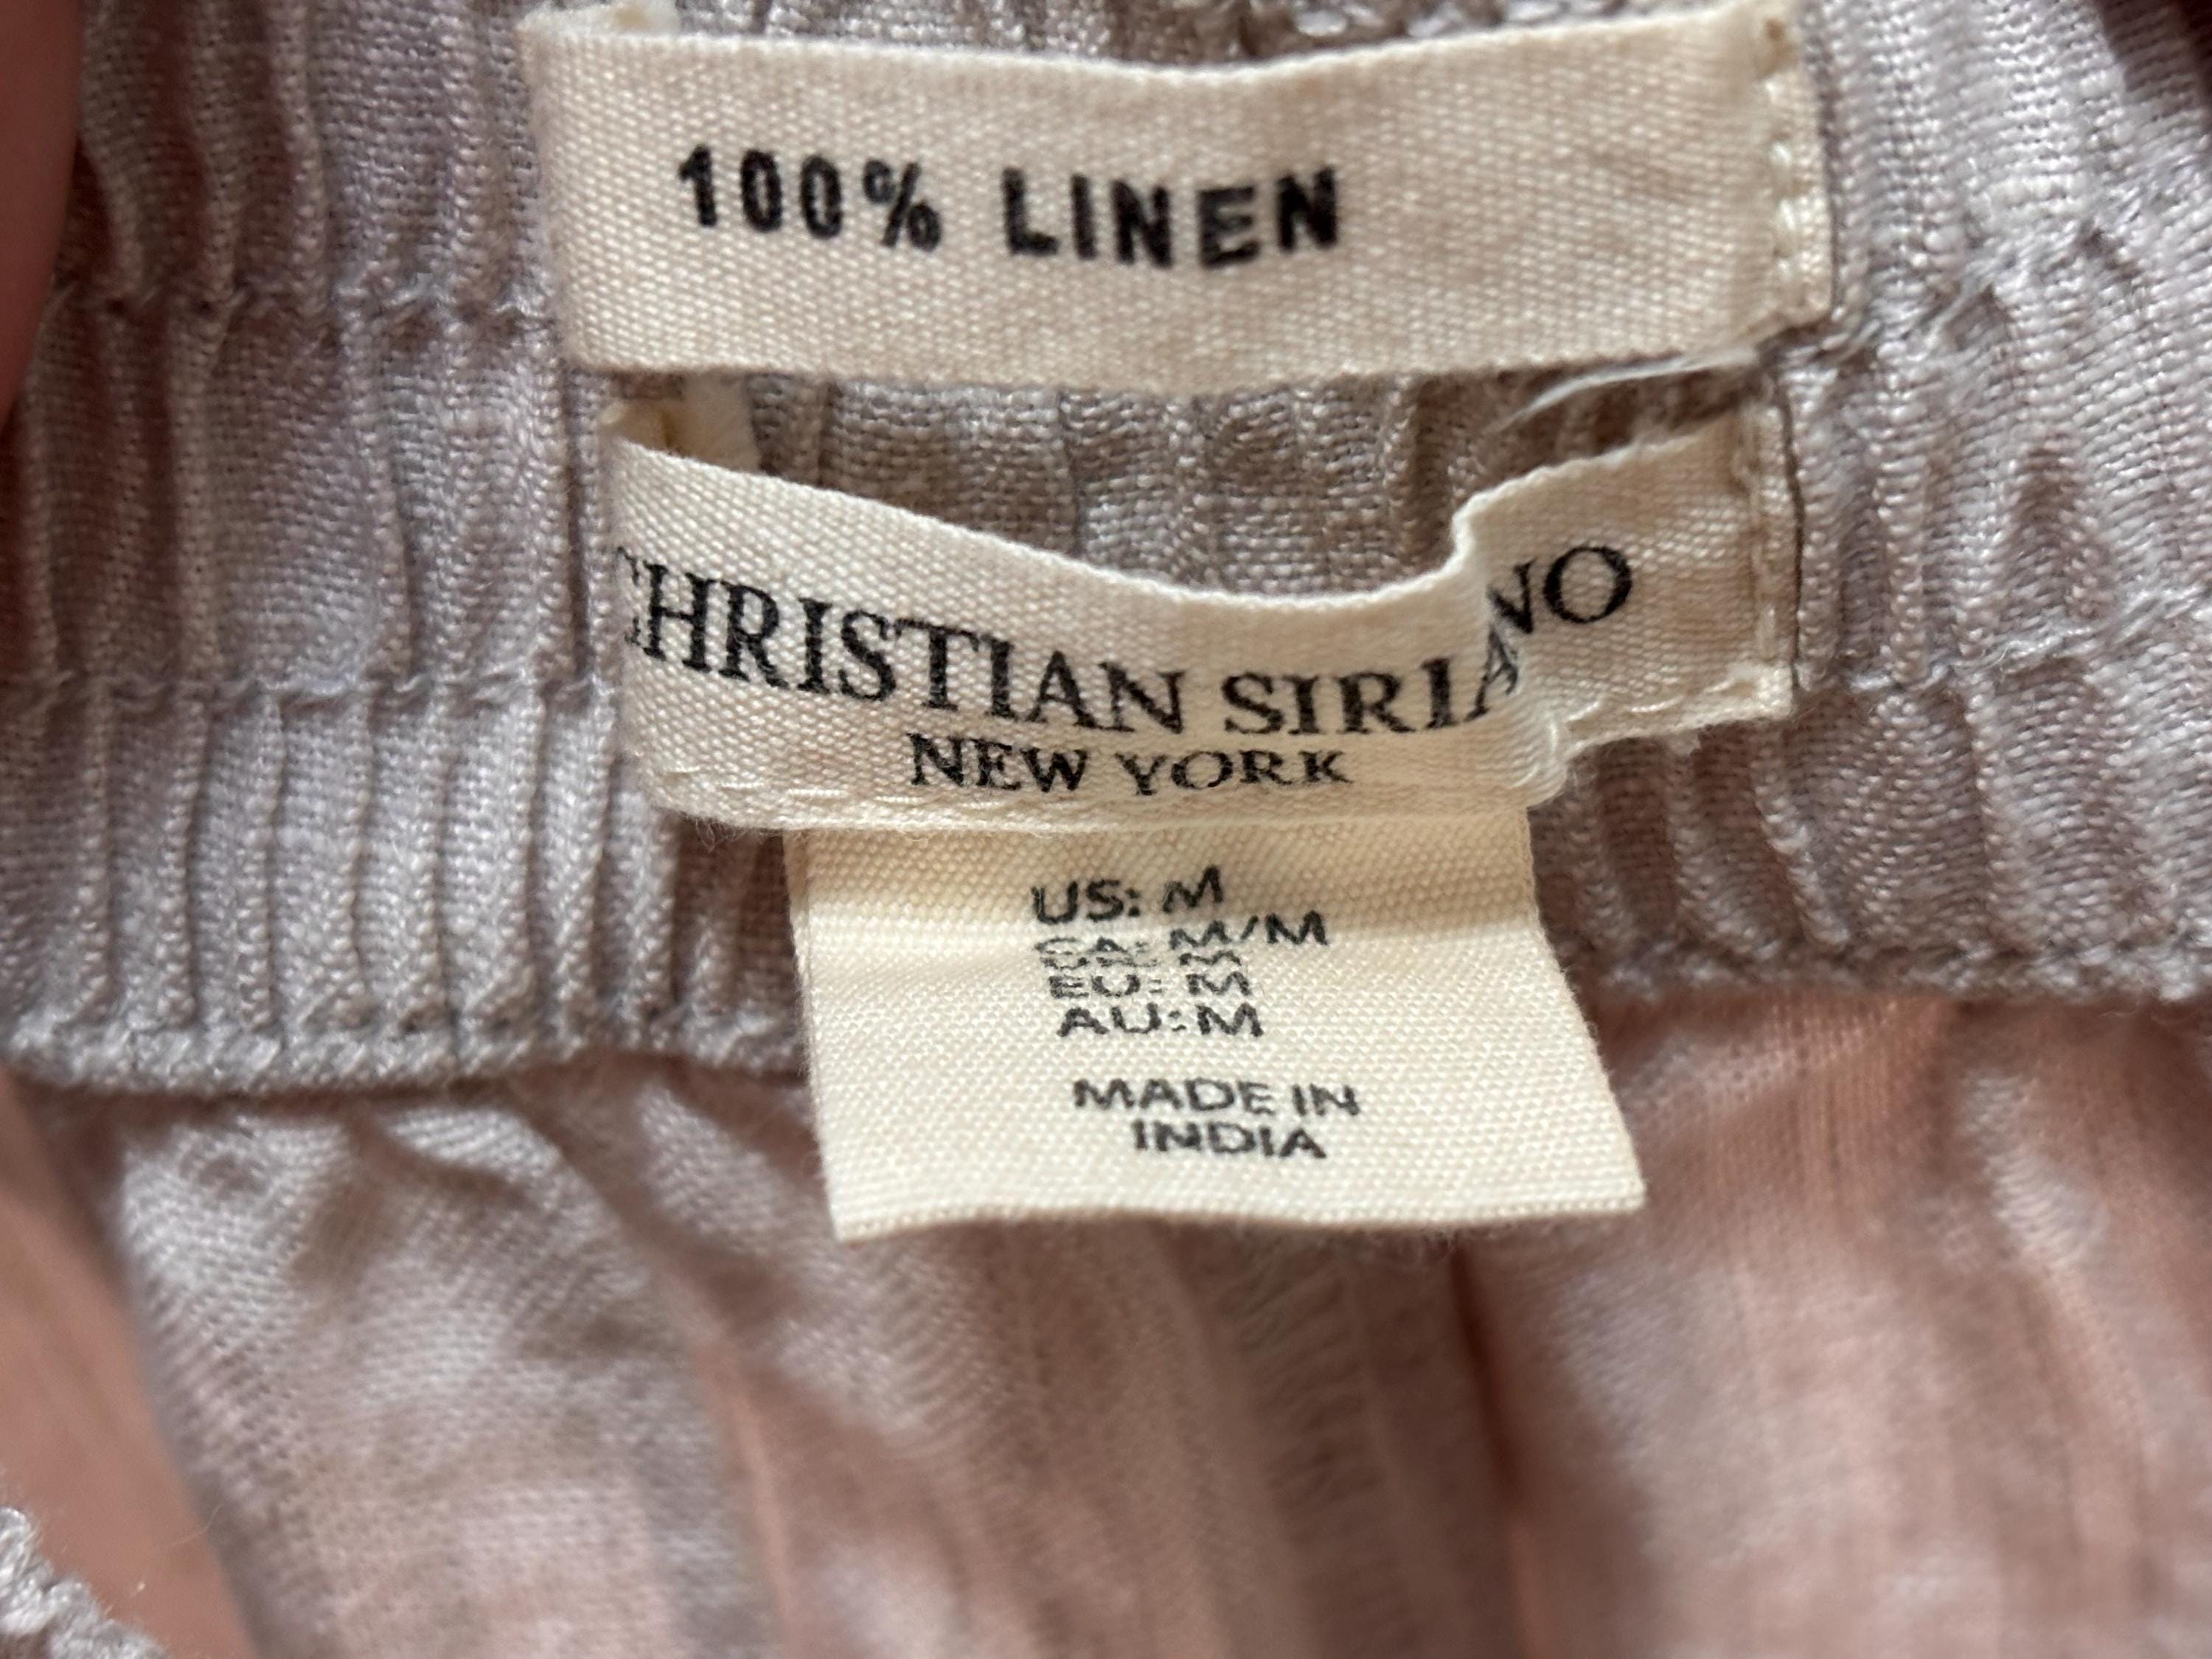 100% LINEN
CHRISTIAN SIRIANO
NEW YORK
US: M
CA: M/M
EU: M
AU: M
MADE IN
INDIA